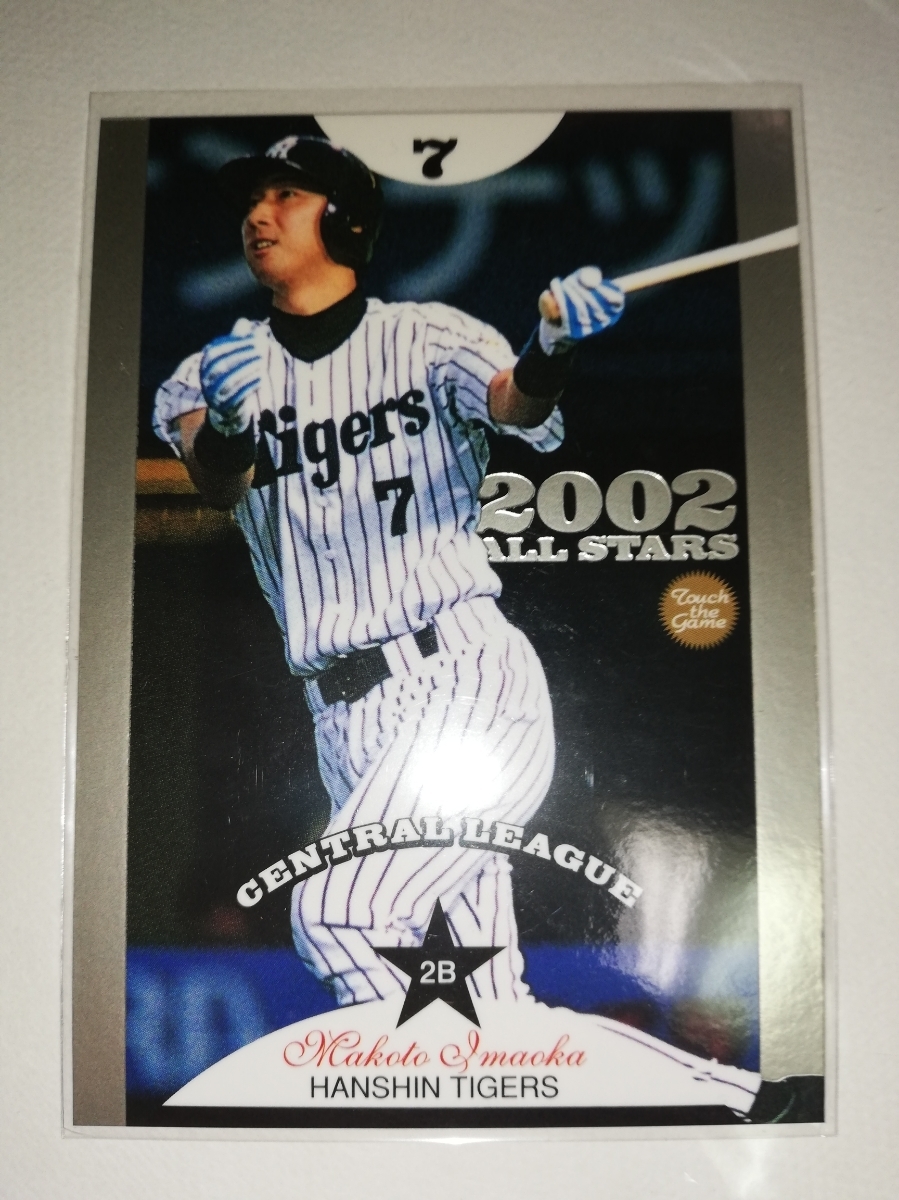 7
Tigers
7
2002
ALL STARS
Touch
the
Game
CENTRAL LEAGUE
2B
Makoto Imaoka
HANSHIN TIGERS